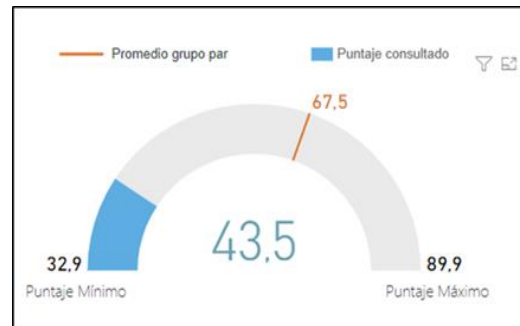 Promedio grupo par
Puntaje consultado
67,5
43,5
32,9
89,9
Puntaje Mínimo
Puntaje Máximo